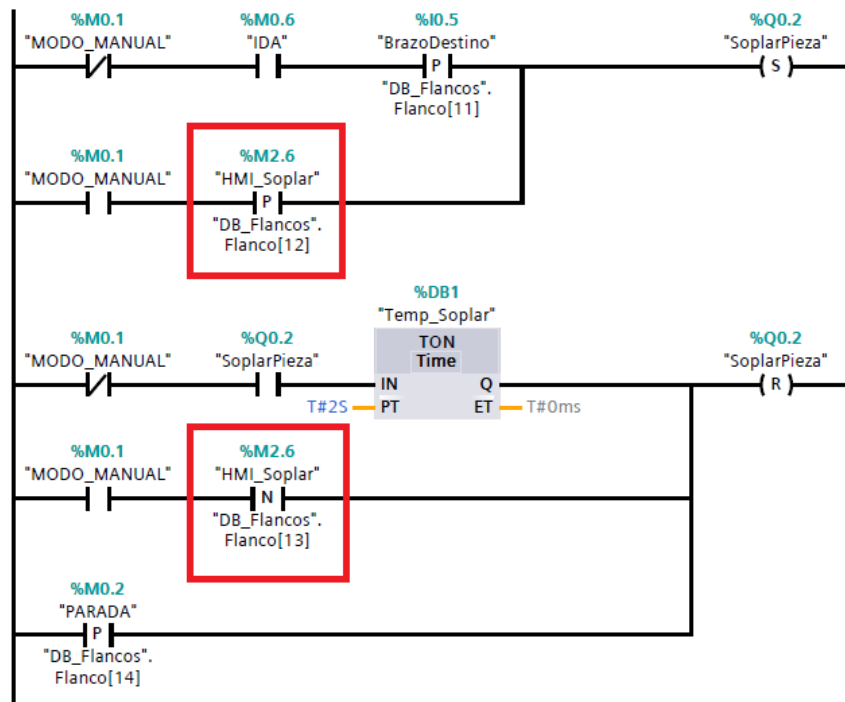 %M0.1 %M0.6 %I0.5 %Q0.2
"MODO_MANUAL" "IDA" "BrazoDestino" "SoplarPieza"
P S
"DB_Flancos".
Flanco[11]
%M0.1 %M2.6
"MODO_MANUAL" "HMI_Soplar"
P
"DB_Flancos".
Flanco[12]
%DB1
"Temp_Soplar"
%M0.1 %Q0.2 TON %Q0.2
"MODO_MANUAL" "SoplarPieza" Time "SoplarPieza"
IN Q R
T#2S PT ET T#0ms
%M0.1 %M2.6
"MODO_MANUAL" "HMI_Soplar"
N
"DB_Flancos".
Flanco[13]
%M0.2
"PARADA"
P
"DB_Flancos".
Flanco[14]